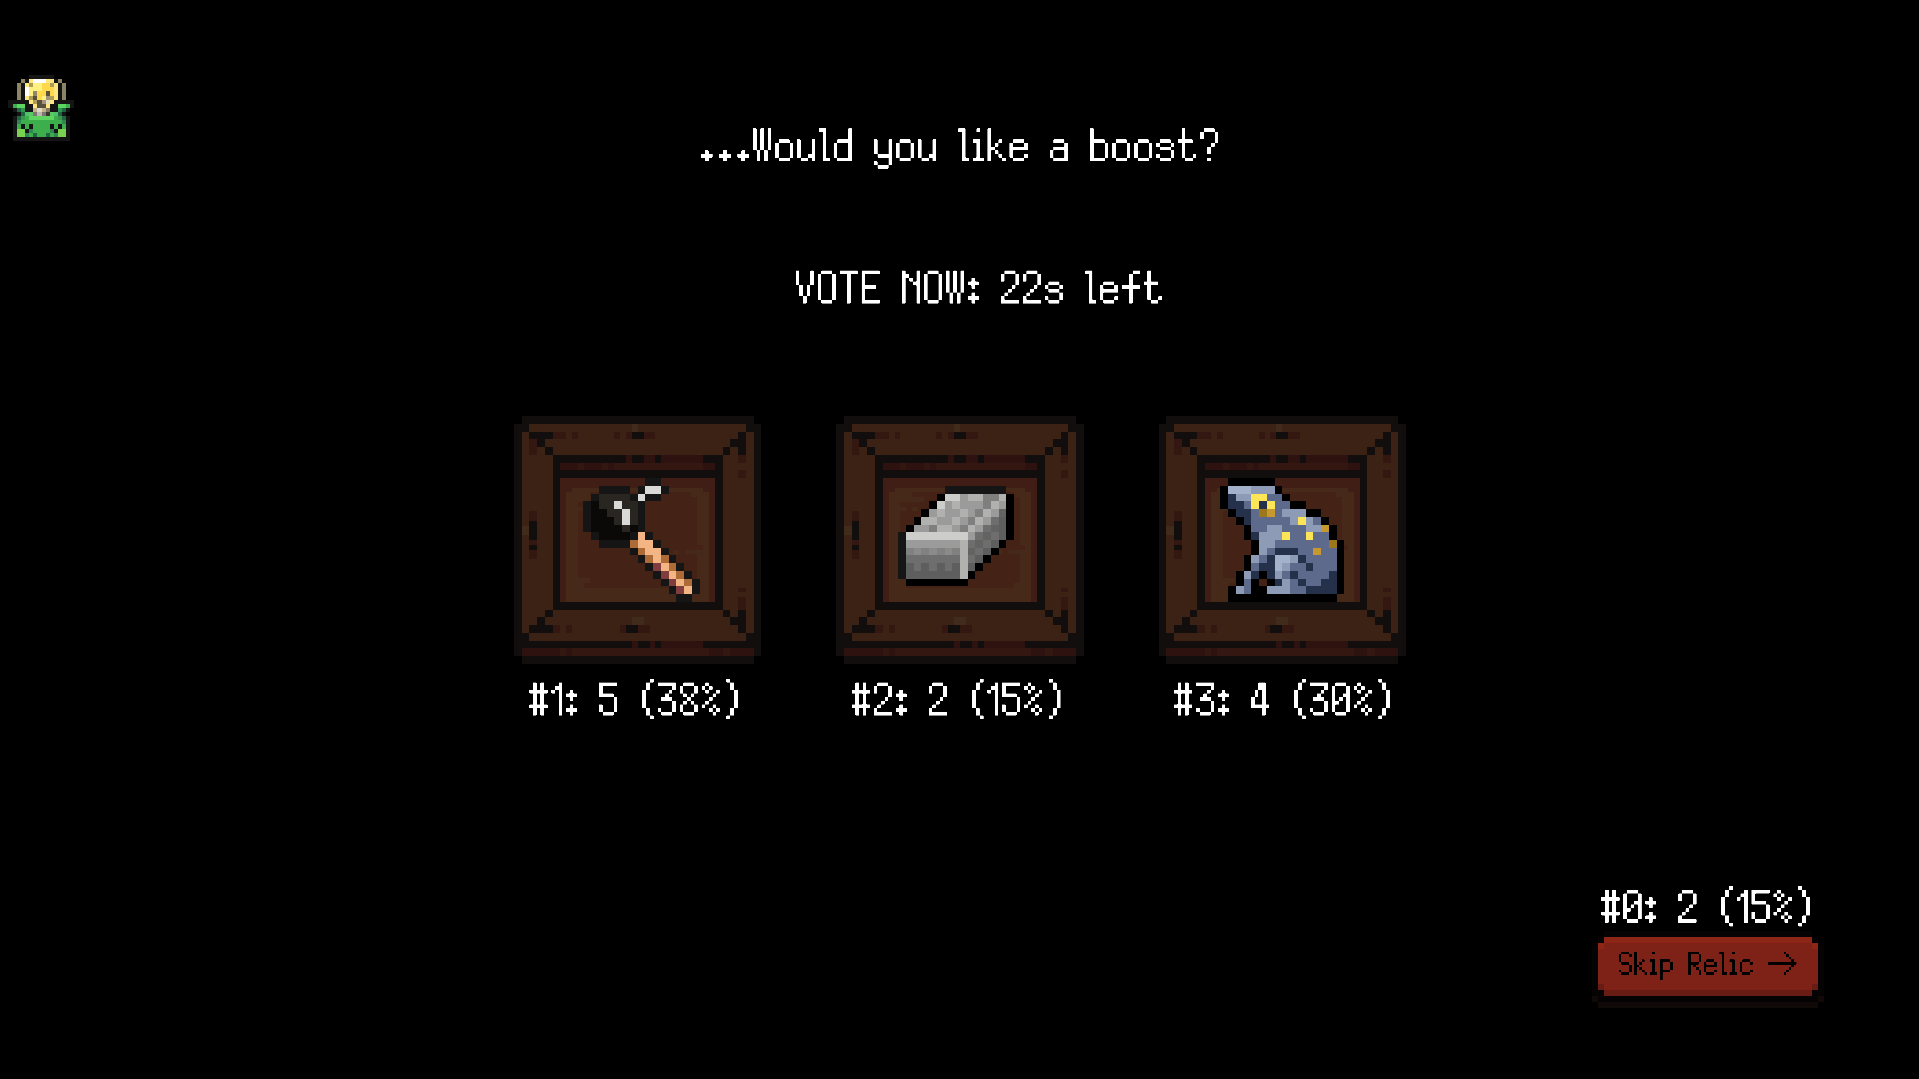 ...Would you like a boost?
VOTE NOW: 22s left
#1: 5 (38%)
#2: 2 (15%)
#3: 4 (30%)
#0: 2 (15%)
Skip Relic →